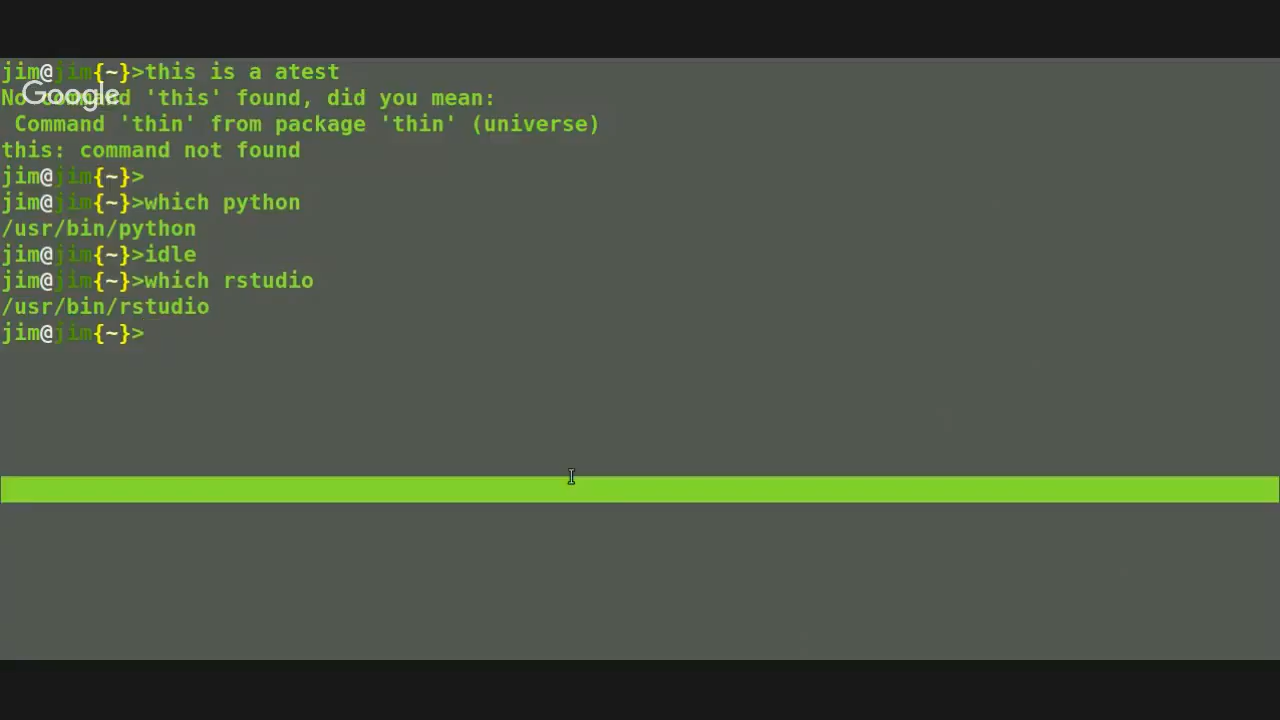 jim@jim{~}>this is a atest
Google
No command 'this' found, did you mean:
 Command 'thin' from package 'thin' (universe)
this: command not found
jim@jim{~}>
jim@jim{~}>which python
/usr/bin/python
jim@jim{~}>idle
jim@jim{~}>which rstudio
/usr/bin/rstudio
jim@jim{~}>